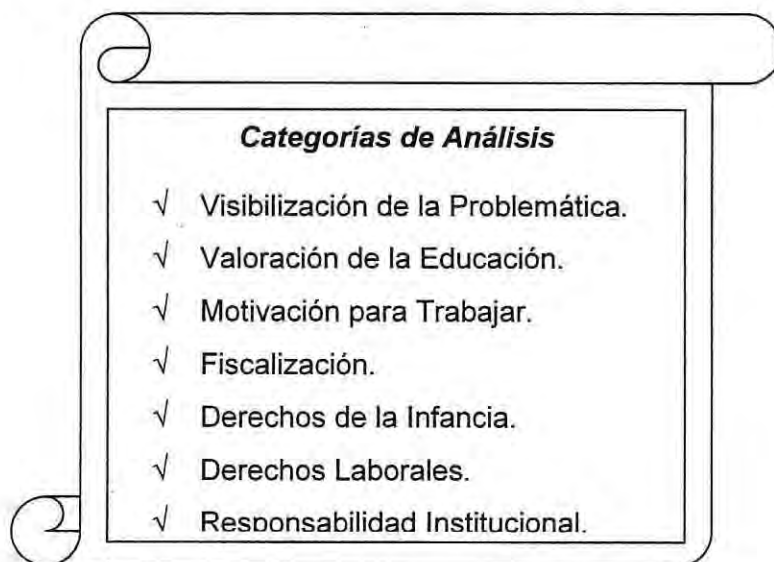 Categorías de Análisis
√ Visibilización de la Problemática.
√ Valoración de la Educación.
√ Motivación para Trabajar.
√ Fiscalización.
√ Derechos de la Infancia.
√ Derechos Laborales.
√ Responsabilidad Institucional.